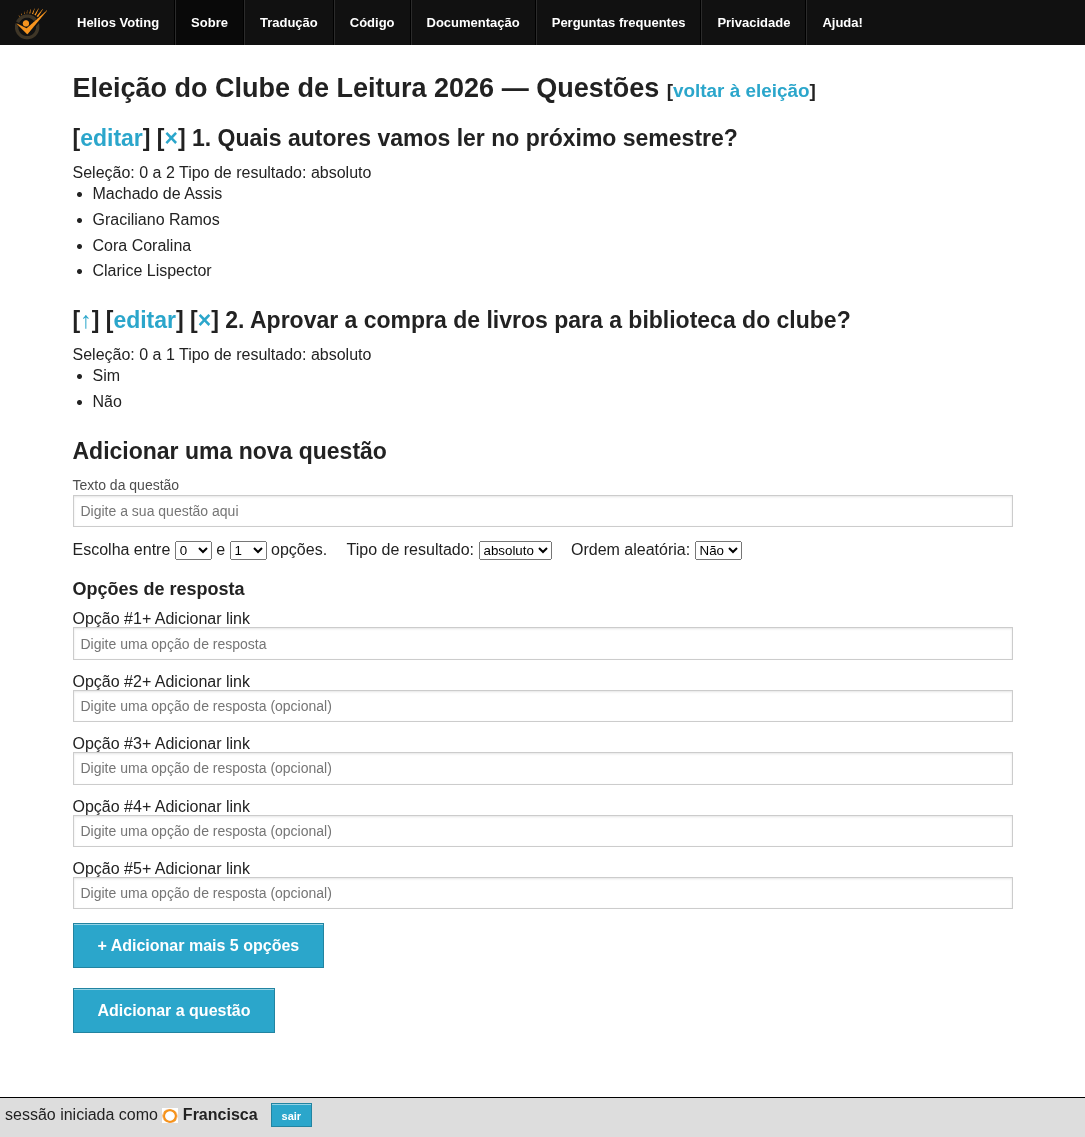 Helios Voting Sobre Tradução Código Documentação Perguntas frequentes Privacidade Ajuda!
Eleição do Clube de Leitura 2026 — Questões [voltar à eleição]
[editar] [×] 1. Quais autores vamos ler no próximo semestre?
Seleção: 0 a 2 Tipo de resultado: absoluto
• Machado de Assis
• Graciliano Ramos
• Cora Coralina
• Clarice Lispector
[↑] [editar] [×] 2. Aprovar a compra de livros para a biblioteca do clube?
Seleção: 0 a 1 Tipo de resultado: absoluto
• Sim
• Não
Adicionar uma nova questão
Texto da questão
Digite a sua questão aqui
Escolha entre 0 e 1 opções. Tipo de resultado: absoluto Ordem aleatória: Não
Opções de resposta
Opção #1+ Adicionar link
Digite uma opção de resposta
Opção #2+ Adicionar link
Digite uma opção de resposta (opcional)
Opção #3+ Adicionar link
Digite uma opção de resposta (opcional)
Opção #4+ Adicionar link
Digite uma opção de resposta (opcional)
Opção #5+ Adicionar link
Digite uma opção de resposta (opcional)
+ Adicionar mais 5 opções
Adicionar a questão
sessão iniciada como Francisca sair